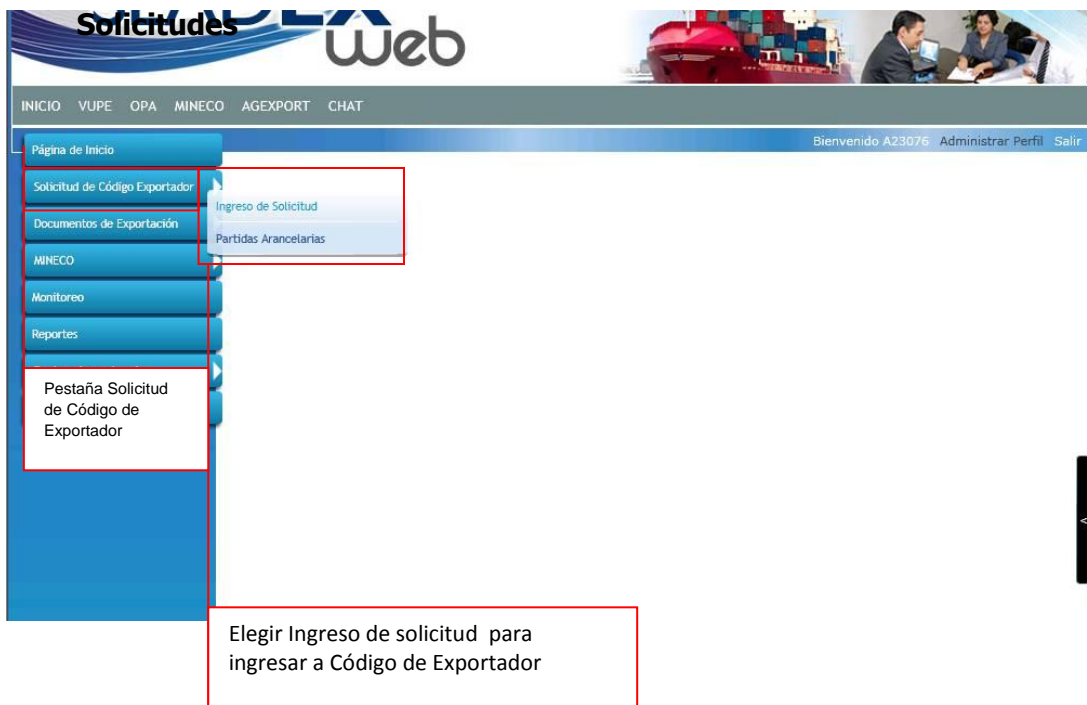 Solicitudes
Web
INICIO VUPE OPA MINECO AGEXPORT CHAT
Bienvenido A23076 Administrar Perfil Salir
Página de Inicio
Solicitud de Código Exportador
Ingreso de Solicitud
Documentos de Exportación
Partidas Arancelarias
MINECO
Monitoreo
Reportes
Pestaña Solicitud
de Código de
Exportador
<
Elegir Ingreso de solicitud para
ingresar a Código de Exportador